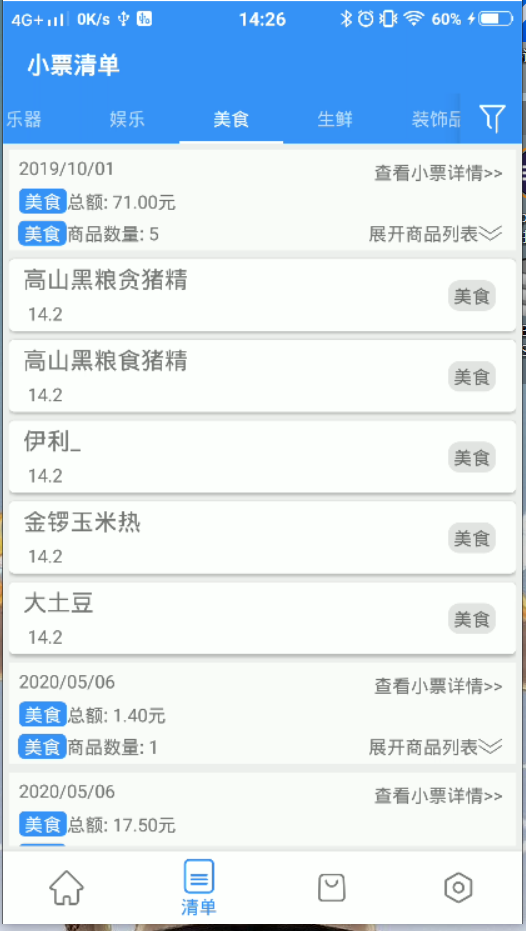 4G+ 0K/s 14:26 60%
小票清单
乐器 娱乐 美食 生鲜 装饰品
2019/10/01 查看小票详情>>
美食总额: 71.00元
美食商品数量: 5 展开商品列表
高山黑粮贪猪精 美食
14.2
高山黑粮食猪精 美食
14.2
伊利_ 美食
14.2
金锣玉米热 美食
14.2
大土豆 美食
14.2
2020/05/06 查看小票详情>>
美食总额: 1.40元
美食商品数量: 1 展开商品列表
2020/05/06 查看小票详情>>
美食总额: 17.50元
清单